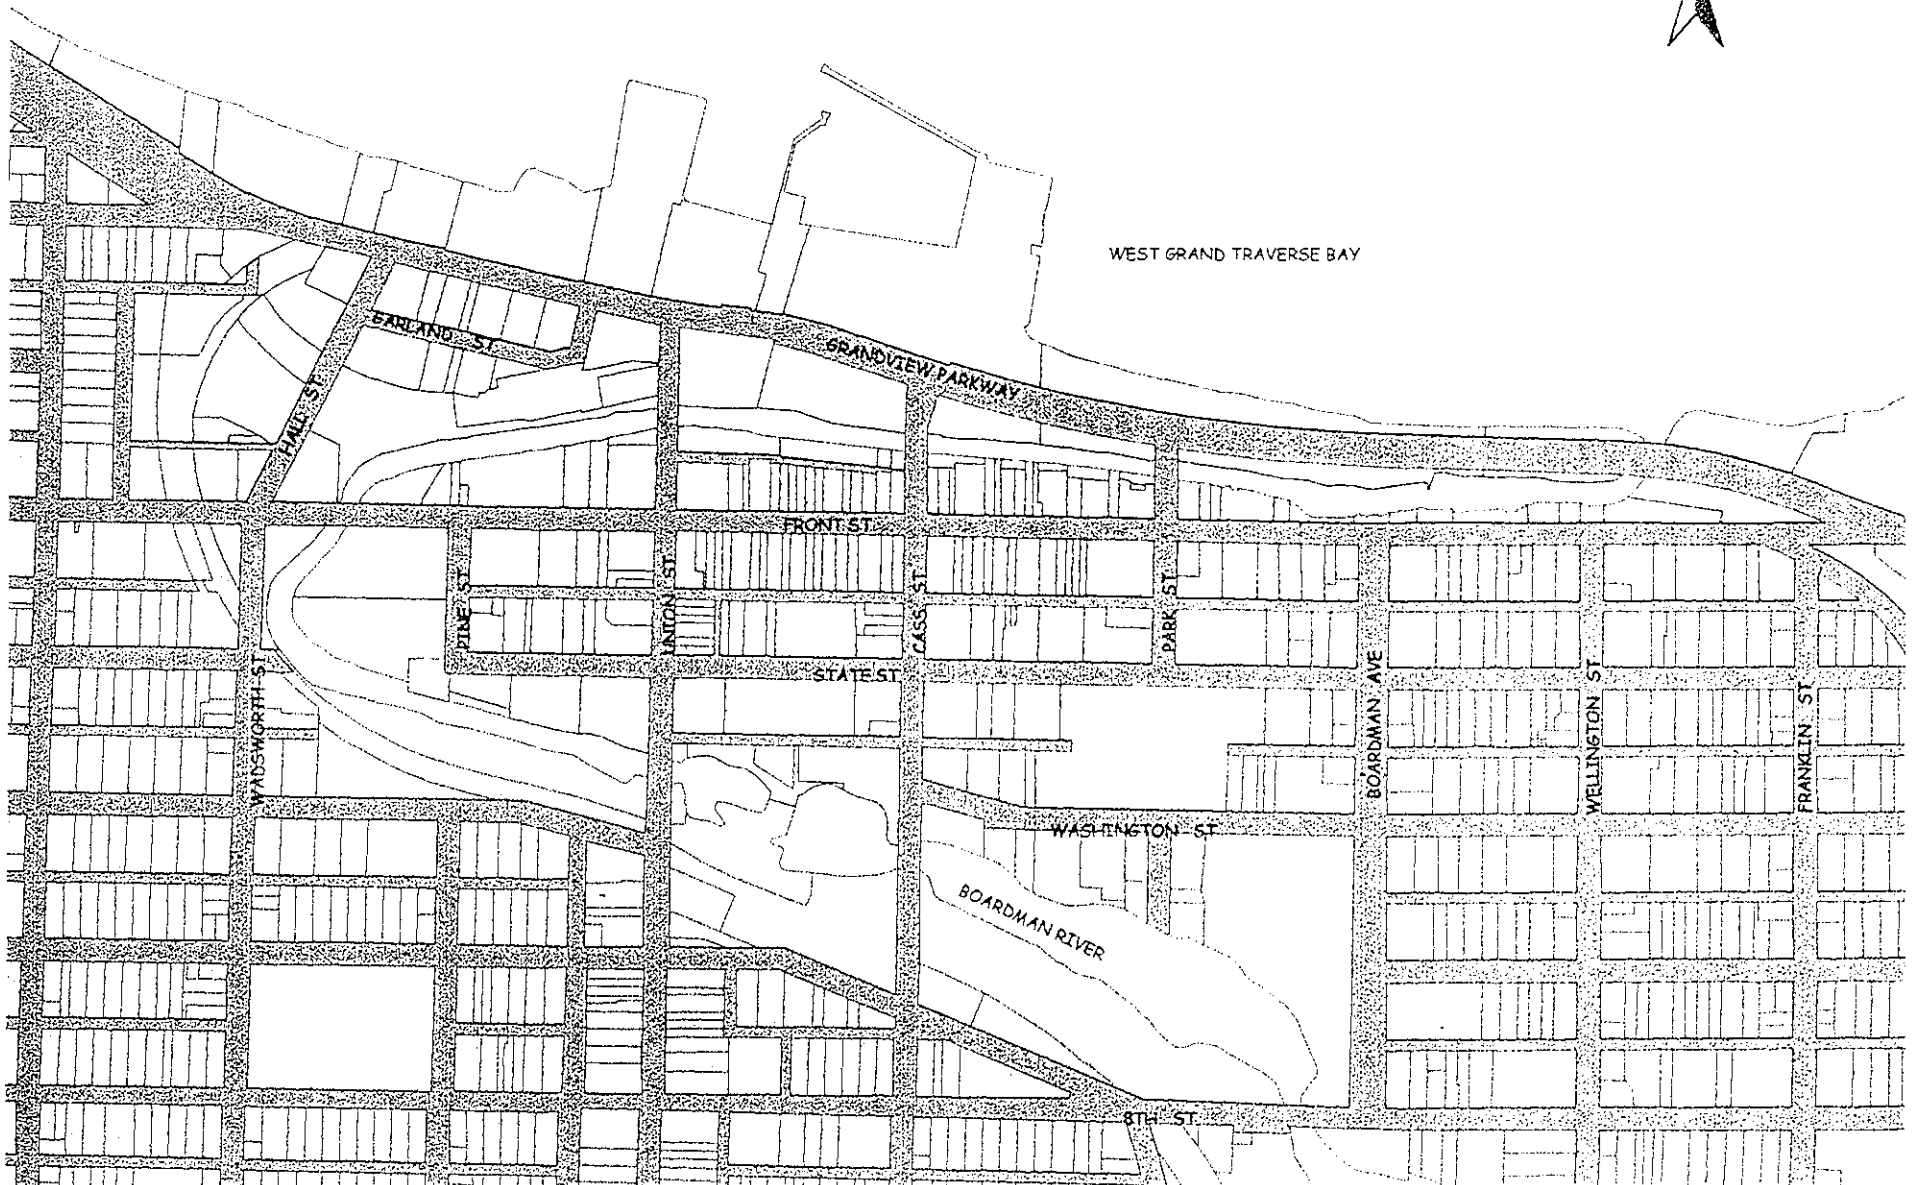 WEST GRAND TRAVERSE BAY
GARLAND ST.
GRANDVIEW PARKWAY
HALL ST.
FRONT ST.
PINE ST.
UNION ST.
CASS ST.
PARK ST.
STATE ST.
WADSWORTH ST.
BOARDMAN AVE
WELLINGTON ST.
FRANKLIN ST
WASHINGTON ST.
BOARDMAN RIVER
8TH ST.